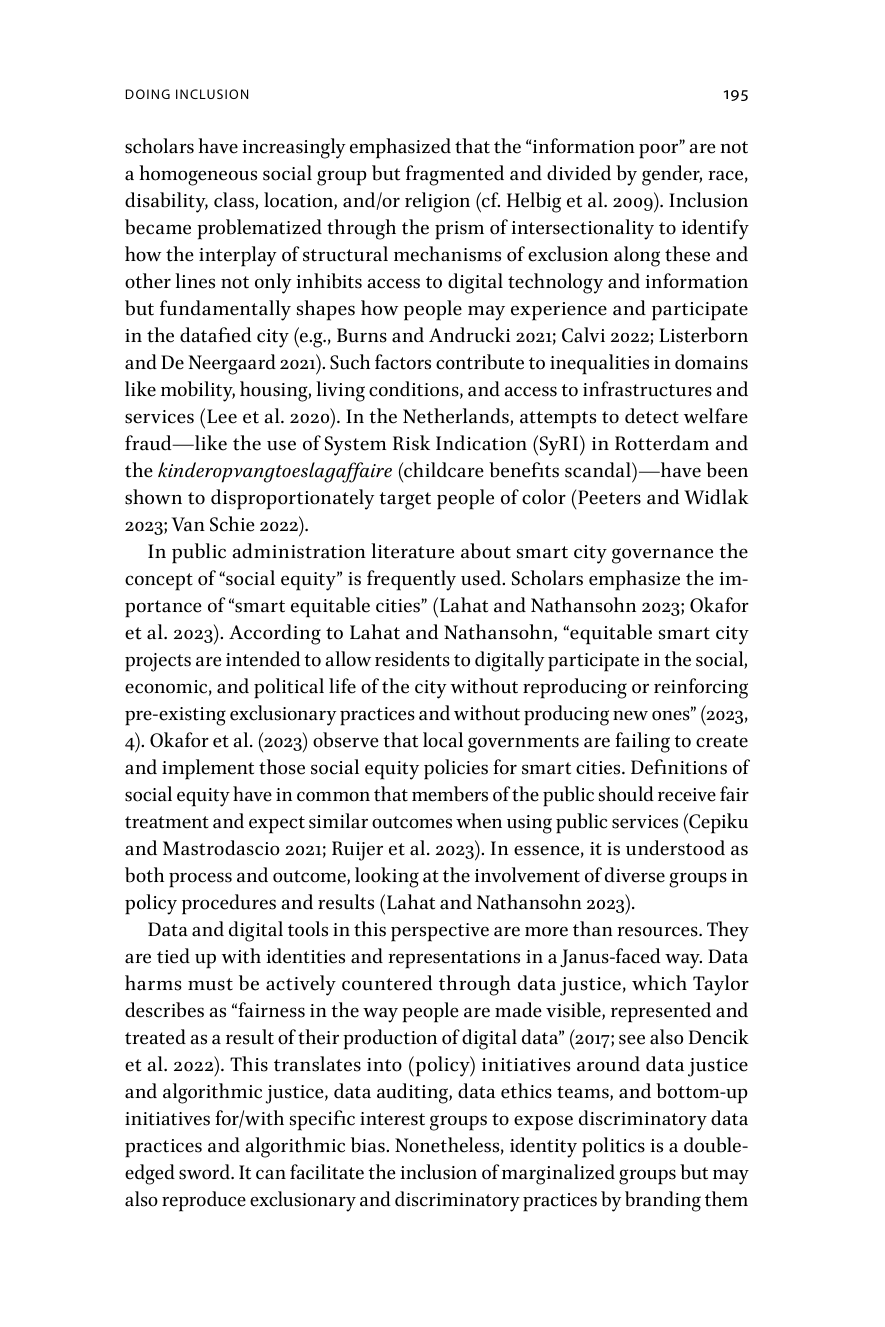 DOING INCLUSION 195
scholars have increasingly emphasized that the “information poor” are not
a homogeneous social group but fragmented and divided by gender, race,
disability, class, location, and/or religion (cf. Helbig et al. 2009). Inclusion
became problematized through the prism of intersectionality to identify
how the interplay of structural mechanisms of exclusion along these and
other lines not only inhibits access to digital technology and information
but fundamentally shapes how people may experience and participate
in the datafied city (e.g., Burns and Andrucki 2021; Calvi 2022; Listerborn
and De Neergaard 2021). Such factors contribute to inequalities in domains
like mobility, housing, living conditions, and access to infrastructures and
services (Lee et al. 2020). In the Netherlands, attempts to detect welfare
fraud—like the use of System Risk Indication (SyRI) in Rotterdam and
the kinderopvangtoeslagaffaire (childcare benefits scandal)—have been
shown to disproportionately target people of color (Peeters and Widlak
2023; Van Schie 2022).
In public administration literature about smart city governance the
concept of “social equity” is frequently used. Scholars emphasize the im-
portance of “smart equitable cities” (Lahat and Nathansohn 2023; Okafor
et al. 2023). According to Lahat and Nathansohn, “equitable smart city
projects are intended to allow residents to digitally participate in the social,
economic, and political life of the city without reproducing or reinforcing
pre-existing exclusionary practices and without producing new ones” (2023,
4). Okafor et al. (2023) observe that local governments are failing to create
and implement those social equity policies for smart cities. Definitions of
social equity have in common that members of the public should receive fair
treatment and expect similar outcomes when using public services (Cepiku
and Mastrodascio 2021; Ruijer et al. 2023). In essence, it is understood as
both process and outcome, looking at the involvement of diverse groups in
policy procedures and results (Lahat and Nathansohn 2023).
Data and digital tools in this perspective are more than resources. They
are tied up with identities and representations in a Janus-faced way. Data
harms must be actively countered through data justice, which Taylor
describes as “fairness in the way people are made visible, represented and
treated as a result of their production of digital data” (2017; see also Dencik
et al. 2022). This translates into (policy) initiatives around data justice
and algorithmic justice, data auditing, data ethics teams, and bottom-up
initiatives for/with specific interest groups to expose discriminatory data
practices and algorithmic bias. Nonetheless, identity politics is a double-
edged sword. It can facilitate the inclusion of marginalized groups but may
also reproduce exclusionary and discriminatory practices by branding them